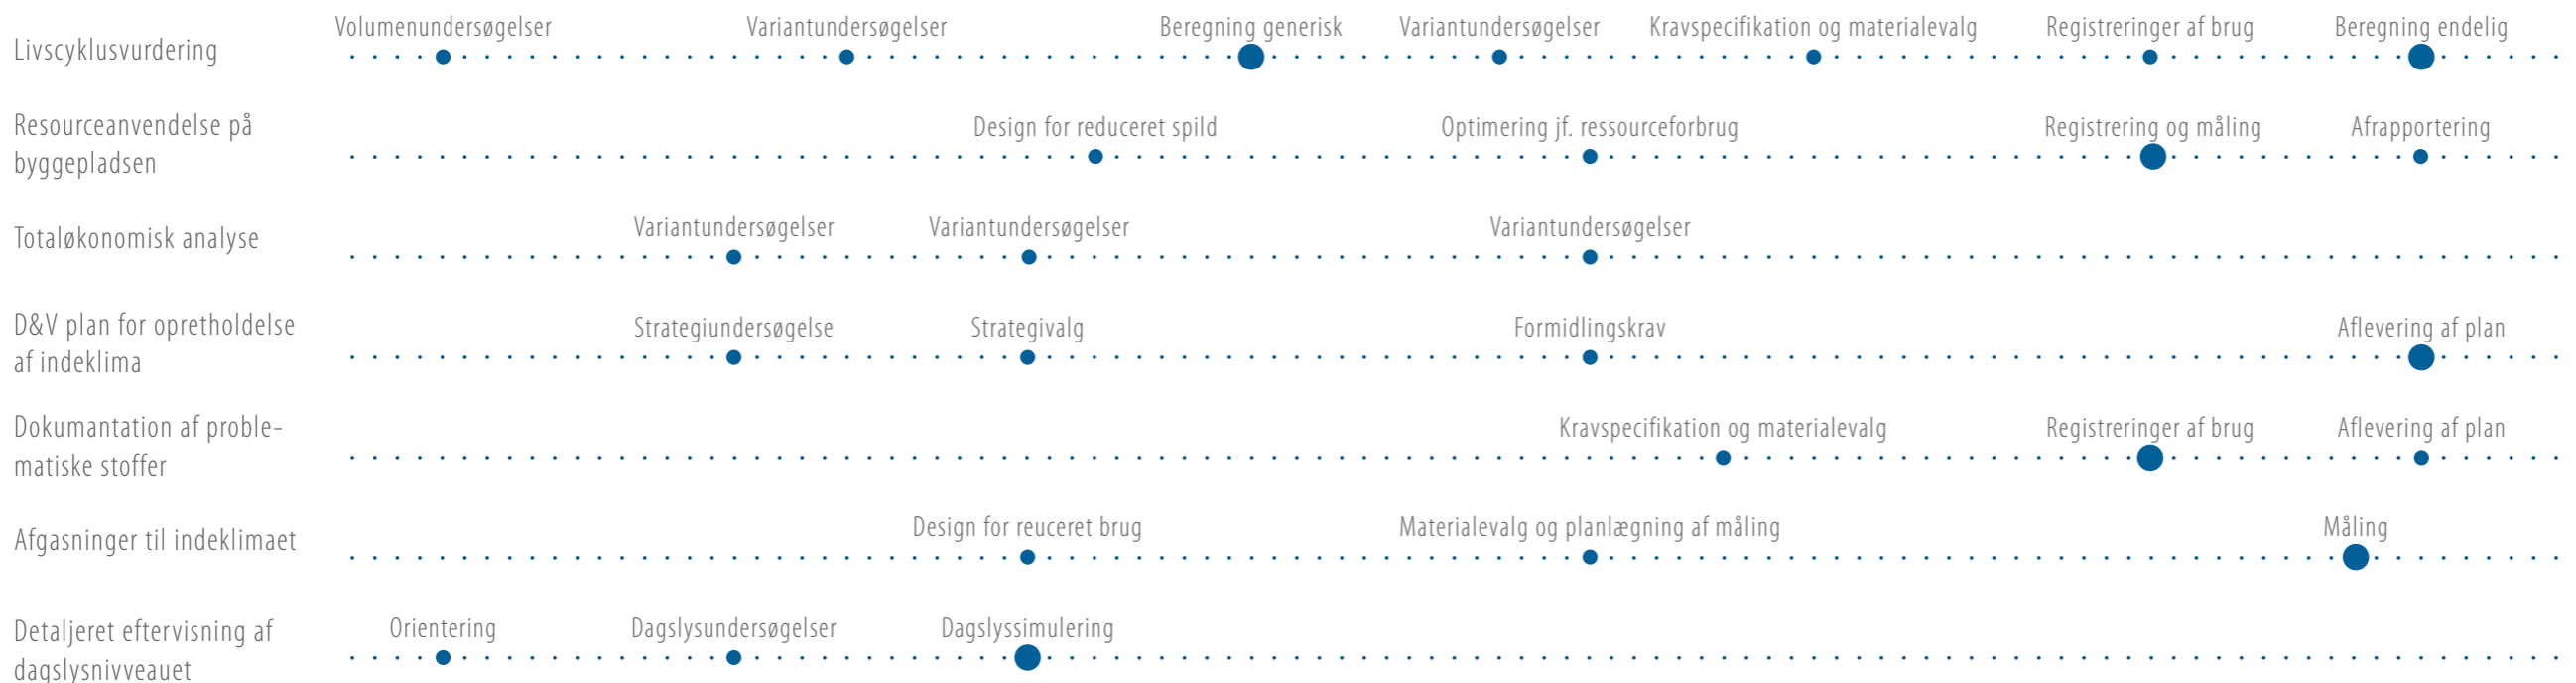 Volumenundersøgelser Variantundersøgelser Beregning generisk Variantundersøgelser Kravspecifikation og materialevalg Registreringer af brug Beregning endelig
Livscyklusvurdering
Resourceanvendelse på
Design for reduceret spild Optimering jf. ressourceforbrug Registrering og måling Afrapportering
byggepladsen
Variantundersøgelser Variantundersøgelser Variantundersøgelser
Totaløkonomisk analyse
D&V plan for opretholdelse
Strategiundersøgelse Strategivalg Formidlingskrav Aflevering af plan
af indeklima
Dokumantation af proble-
Kravspecifikation og materialevalg Registreringer af brug Aflevering af plan
matiske stoffer
Design for reuceret brug Materialevalg og planlægning af måling Måling
Afgasninger til indeklimaet
Detaljeret eftervisning af
Orientering Dagslysundersøgelser Dagslyssimulering
dagslysnivveauet